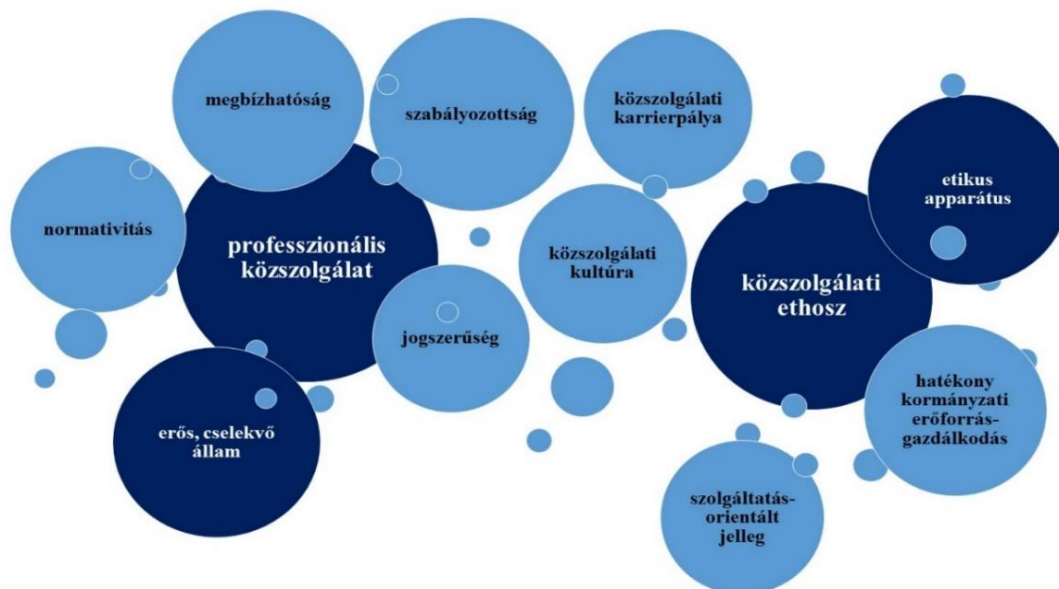 megbízhatóság
szabályozottság
közszolgálati
karrierpálya
etikus
apparátus
normativitás
professzionális
közszolgálat
közszolgálati
kultúra
közszolgálati
ethosz
jogszerűség
hatékony
kormányzati
erőforrás-
gazdálkodás
erős, cselekvő
állam
szolgáltatás-
orientált
jelleg